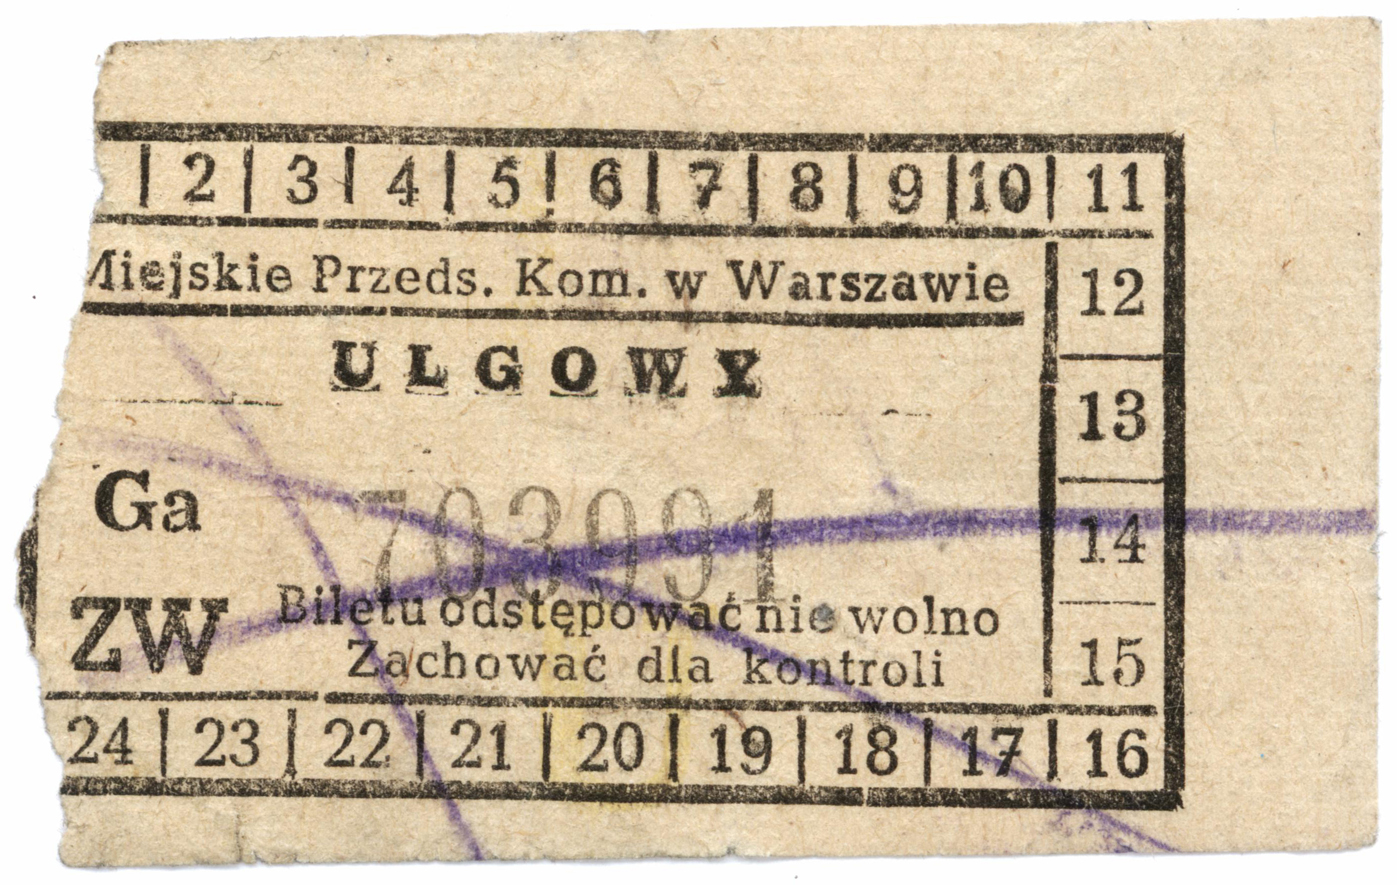 2 3 4 5 6 7 8 9 10 11
Miejskie Przeds. Kom. w Warszawie
12
ULGOWY
13
Ga
703991
14
ZW
Biletu odstępować nie wolno
Zachować dla kontroli
15
24 23 22 21 20 19 18 17 16